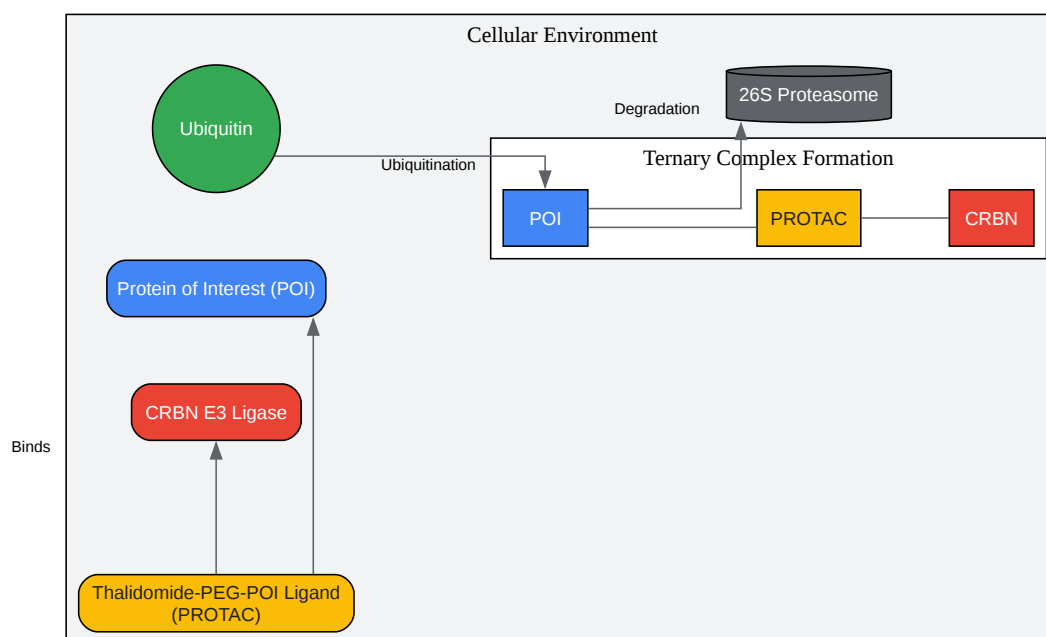 Cellular Environment
Ubiquitin
26S Proteasome
Degradation
Ubiquitination
Ternary Complex Formation
POI
PROTAC
CRBN
Protein of Interest (POI)
CRBN E3 Ligase
Binds
Thalidomide-PEG-POI Ligand
(PROTAC)